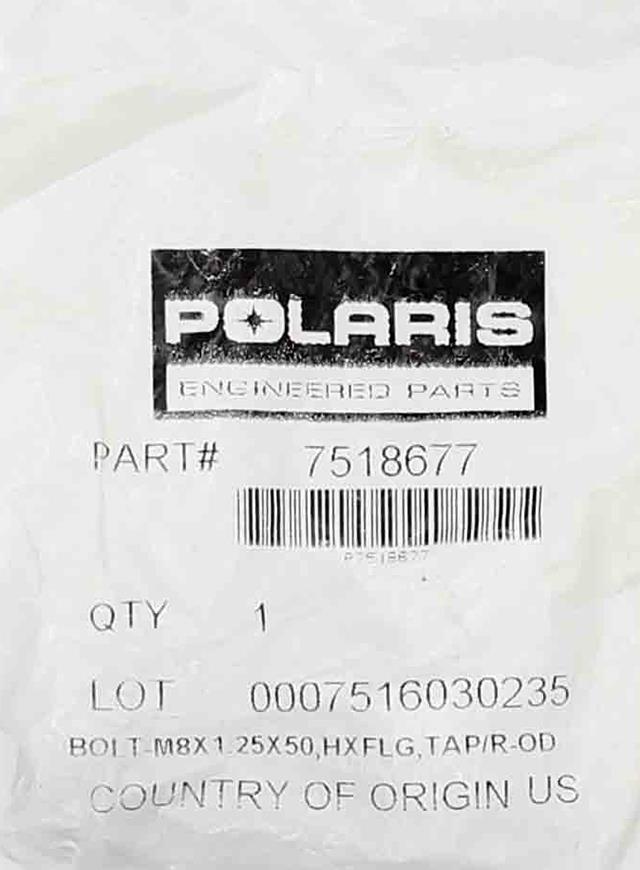 POLARIS
ENGINEERED PARTS
PART# 7518677
P7518677
QTY 1
LOT 0007516030235
BOLT-M8X1.25X50,HXFLG,TAP/R-OD
COUNTRY OF ORIGIN US